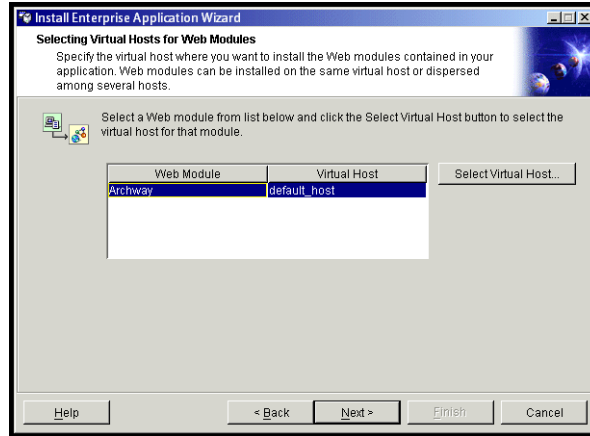 Install Enterprise Application Wizard
Selecting Virtual Hosts for Web Modules
Specify the virtual host where you want to install the Web modules contained in your
application. Web modules can be installed on the same virtual host or dispersed
among several hosts.
Select a Web module from list below and click the Select Virtual Host button to select the
virtual host for that module.
Web Module Virtual Host Select Virtual Host...
Archway default_host
Help < Back Next > Finish Cancel